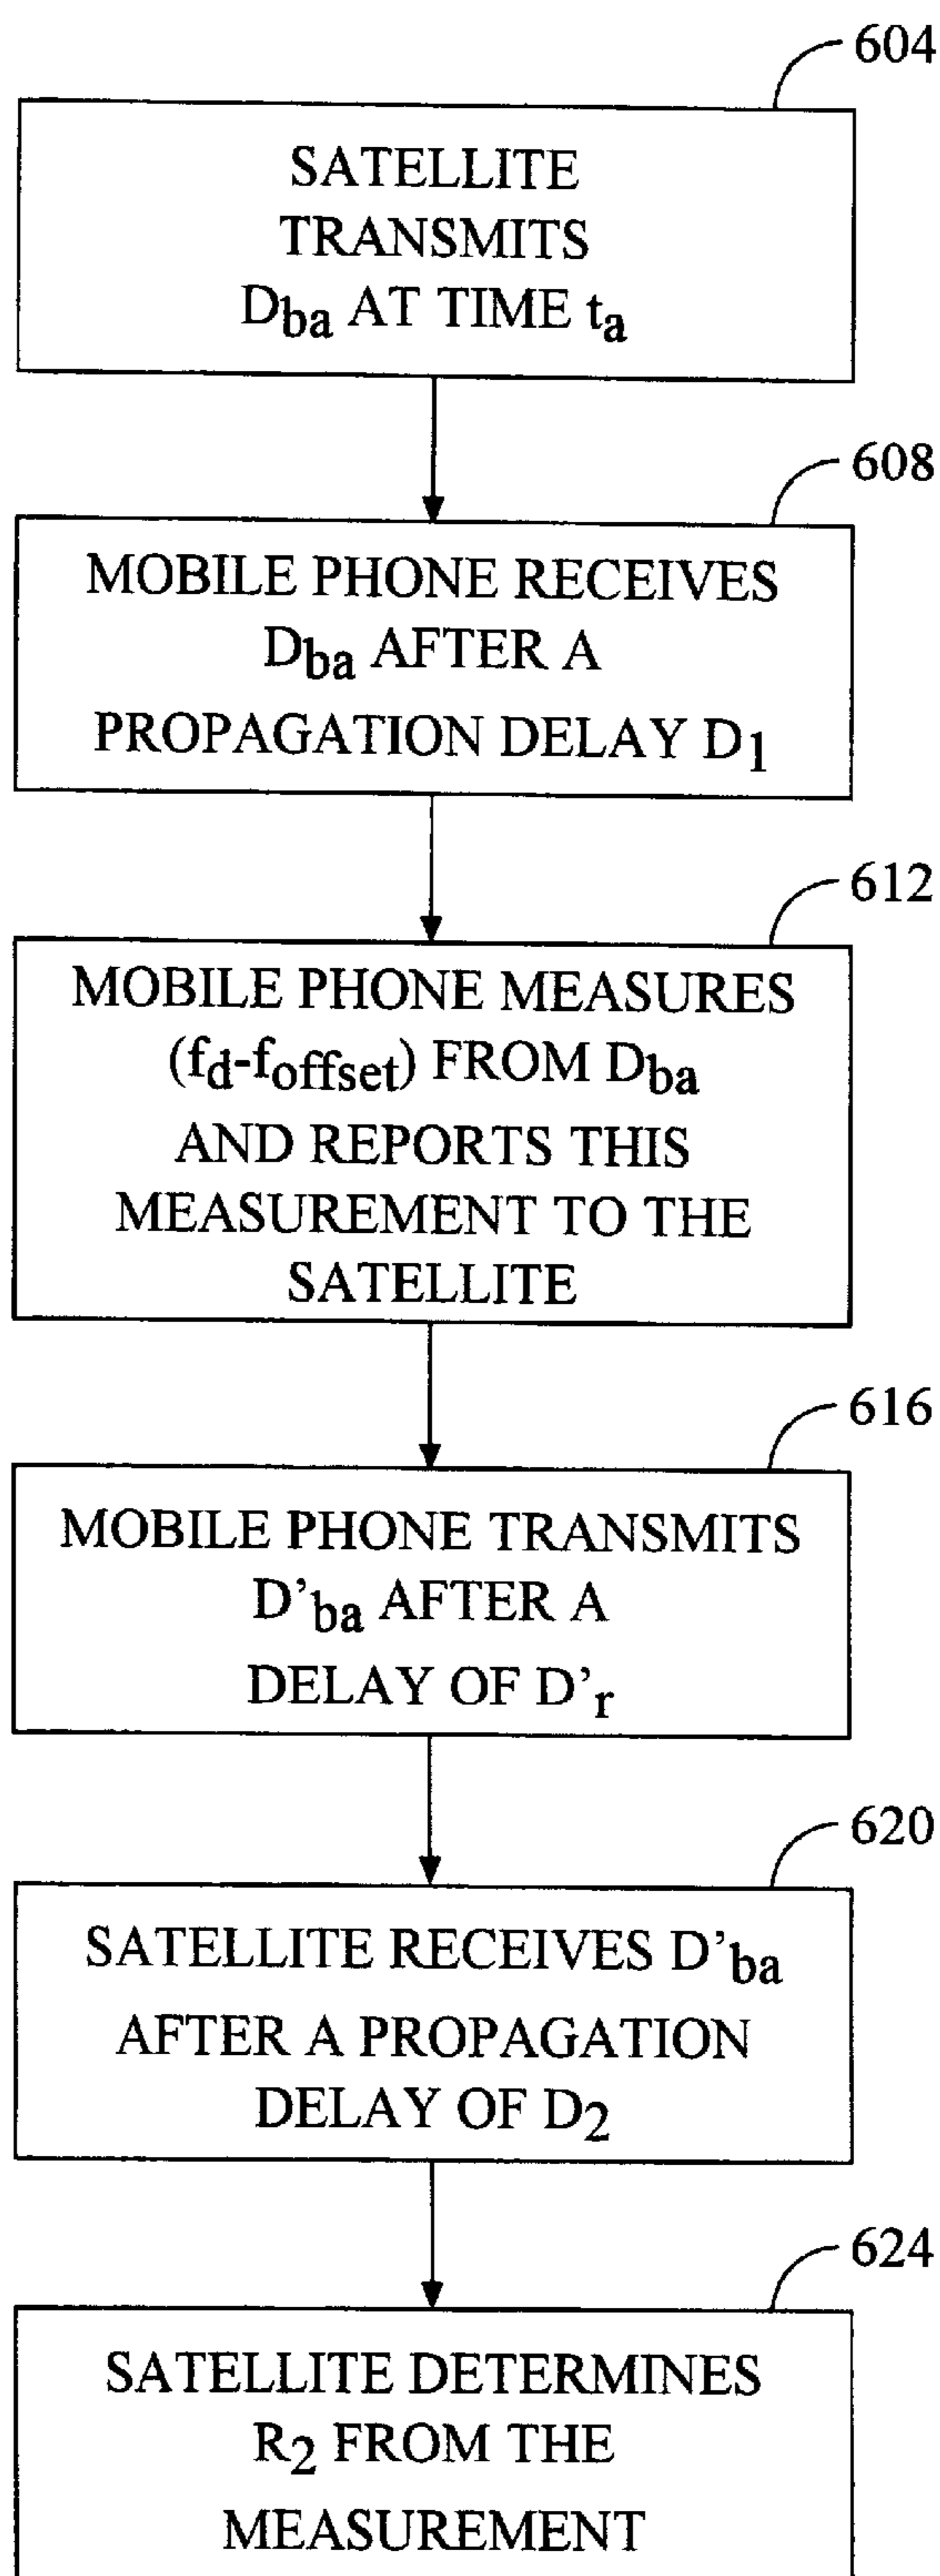 604
SATELLITE
TRANSMITS
Dba AT TIME ta
608
MOBILE PHONE RECEIVES
Dba AFTER A
PROPAGATION DELAY D1
612
MOBILE PHONE MEASURES
(fd-foffset) FROM Dba
AND REPORTS THIS
MEASUREMENT TO THE
SATELLITE
616
MOBILE PHONE TRANSMITS
D’ba AFTER A
DELAY OF D’r
620
SATELLITE RECEIVES D’ba
AFTER A PROPAGATION
DELAY OF D2
624
SATELLITE DETERMINES
R2 FROM THE
MEASUREMENT